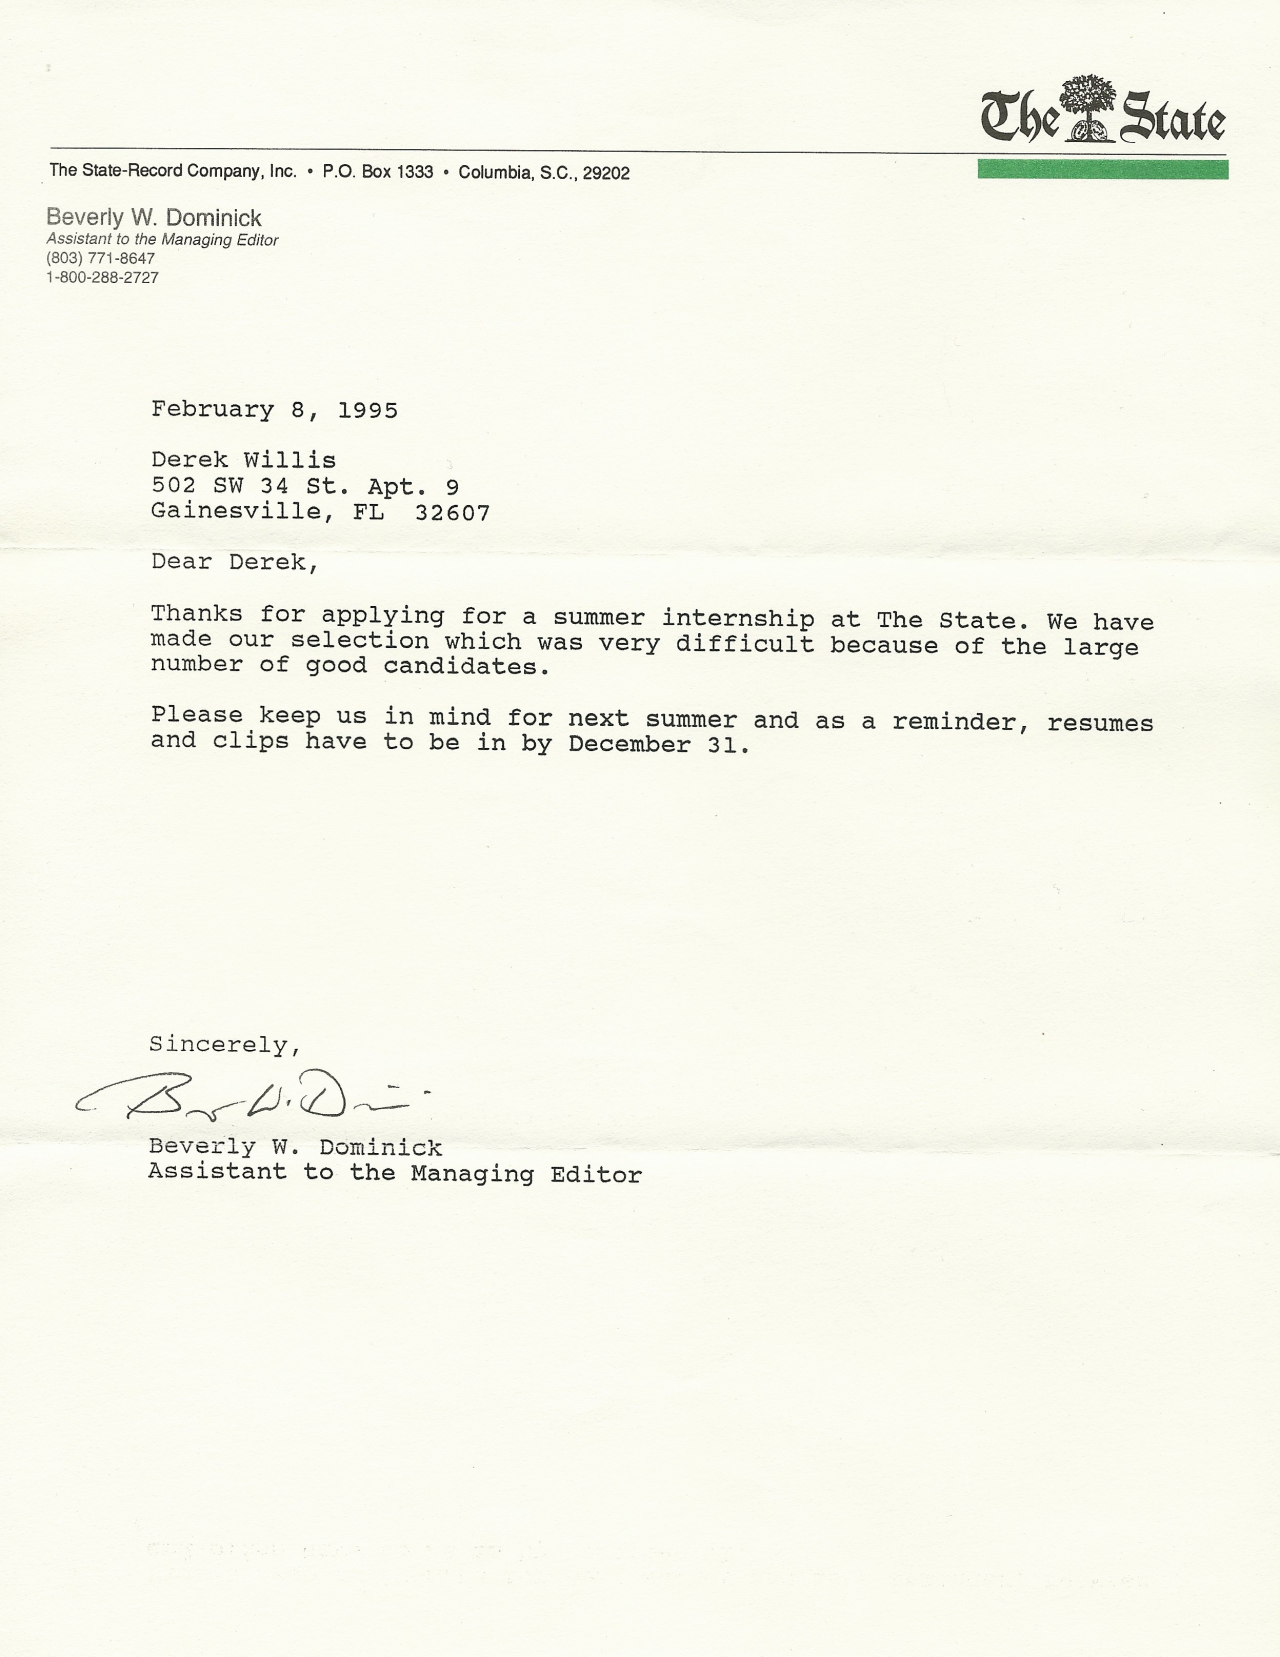 The State
The State-Record Company, Inc. • P.O. Box 1333 • Columbia, S.C., 29202
Beverly W. Dominick
Assistant to the Managing Editor
(803) 771-8647
1-800-288-2727
February 8, 1995
Derek Willis
502 SW 34 St. Apt. 9
Gainesville, FL  32607
Dear Derek,
Thanks for applying for a summer internship at The State. We have
made our selection which was very difficult because of the large
number of good candidates.
Please keep us in mind for next summer and as a reminder, resumes
and clips have to be in by December 31.
Sincerely,
Beverly W. Dominick
Assistant to the Managing Editor